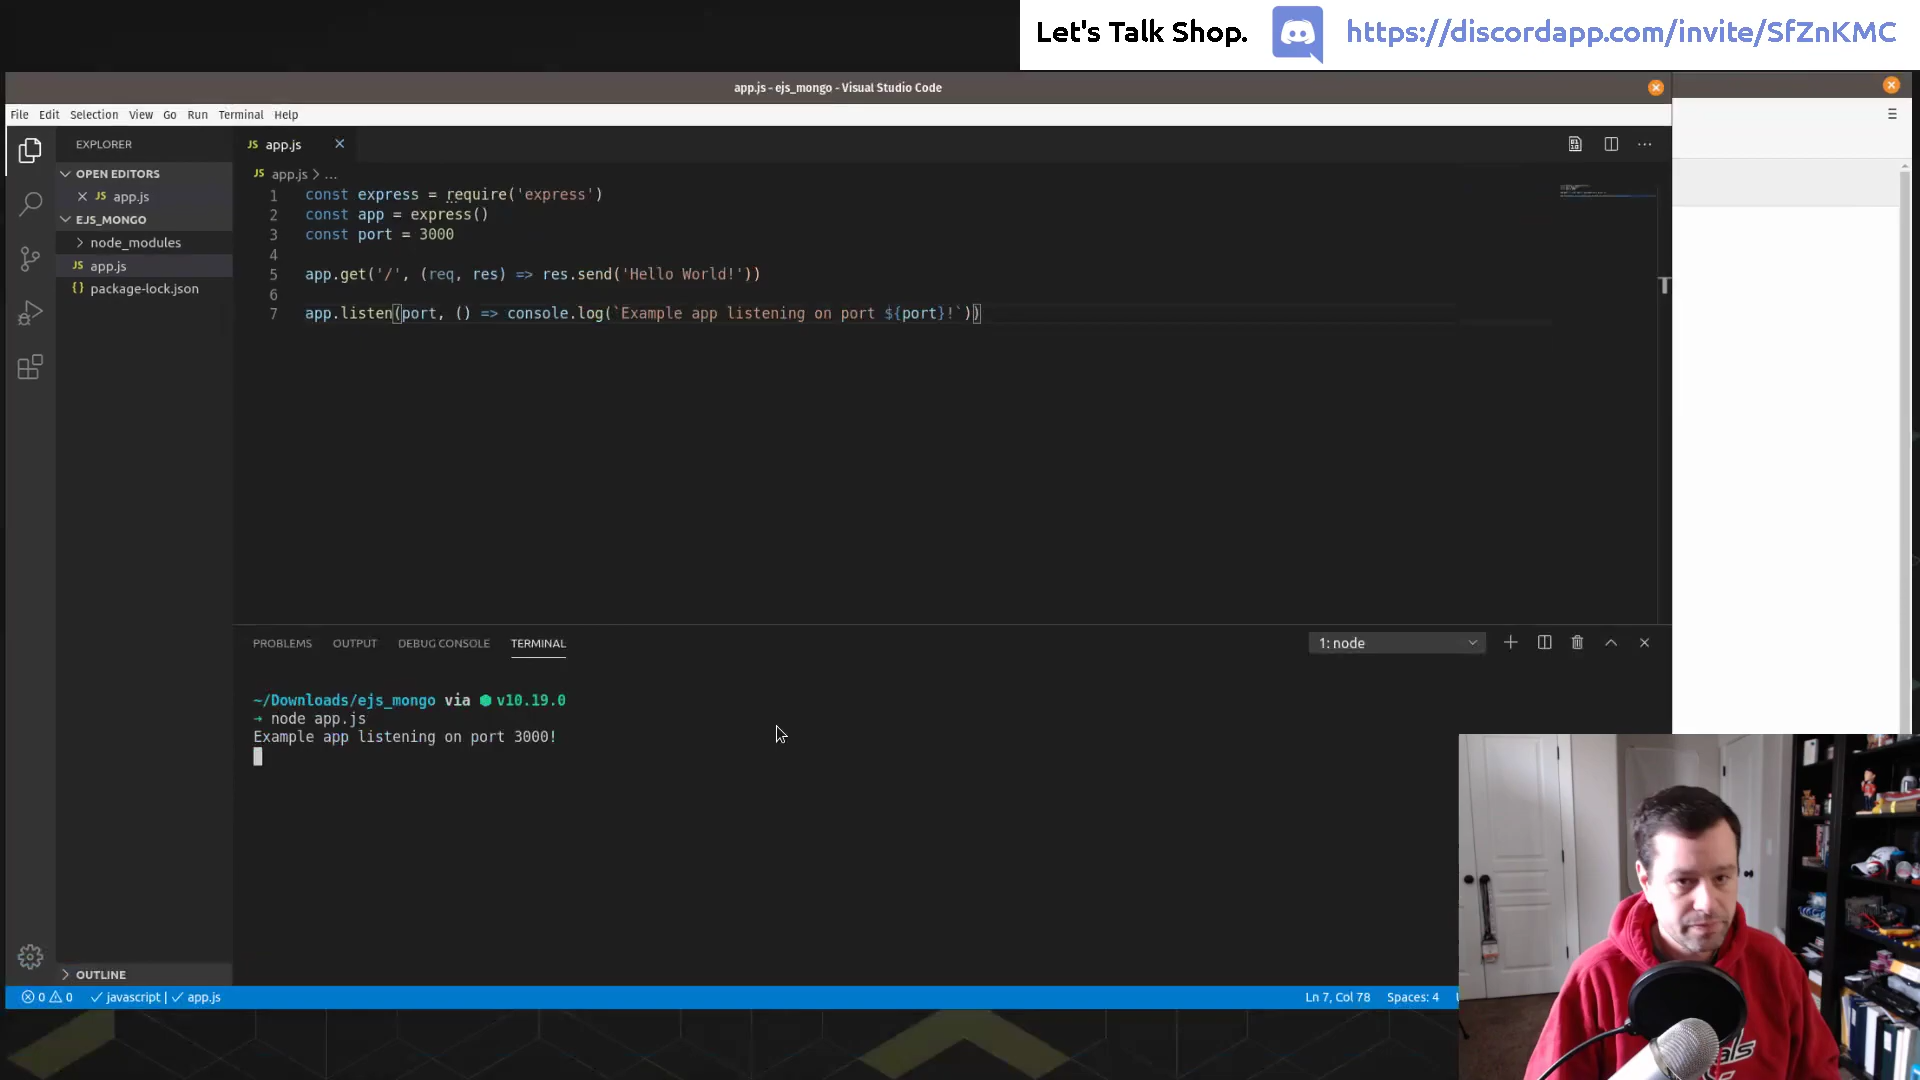 Let's Talk Shop. https://discordapp.com/invite/SfZnKMC
app.js - ejs_mongo - Visual Studio Code
File Edit Selection View Go Run Terminal Help
EXPLORER
OPEN EDITORS
JS app.js
EJS_MONGO
node_modules
JS app.js
{} package-lock.json
OUTLINE
JS app.js
JS app.js > ...
1 const express = require('express')
2 const app = express()
3 const port = 3000
4
5 app.get('/', (req, res) => res.send('Hello World!'))
6
7 app.listen(port, () => console.log(`Example app listening on port ${port}!`))
PROBLEMS OUTPUT DEBUG CONSOLE TERMINAL 1: node
~/Downloads/ejs_mongo via ⬢ v10.19.0
➜ node app.js
Example app listening on port 3000!
0 0 javascript | app.js Ln 7, Col 78 Spaces: 4